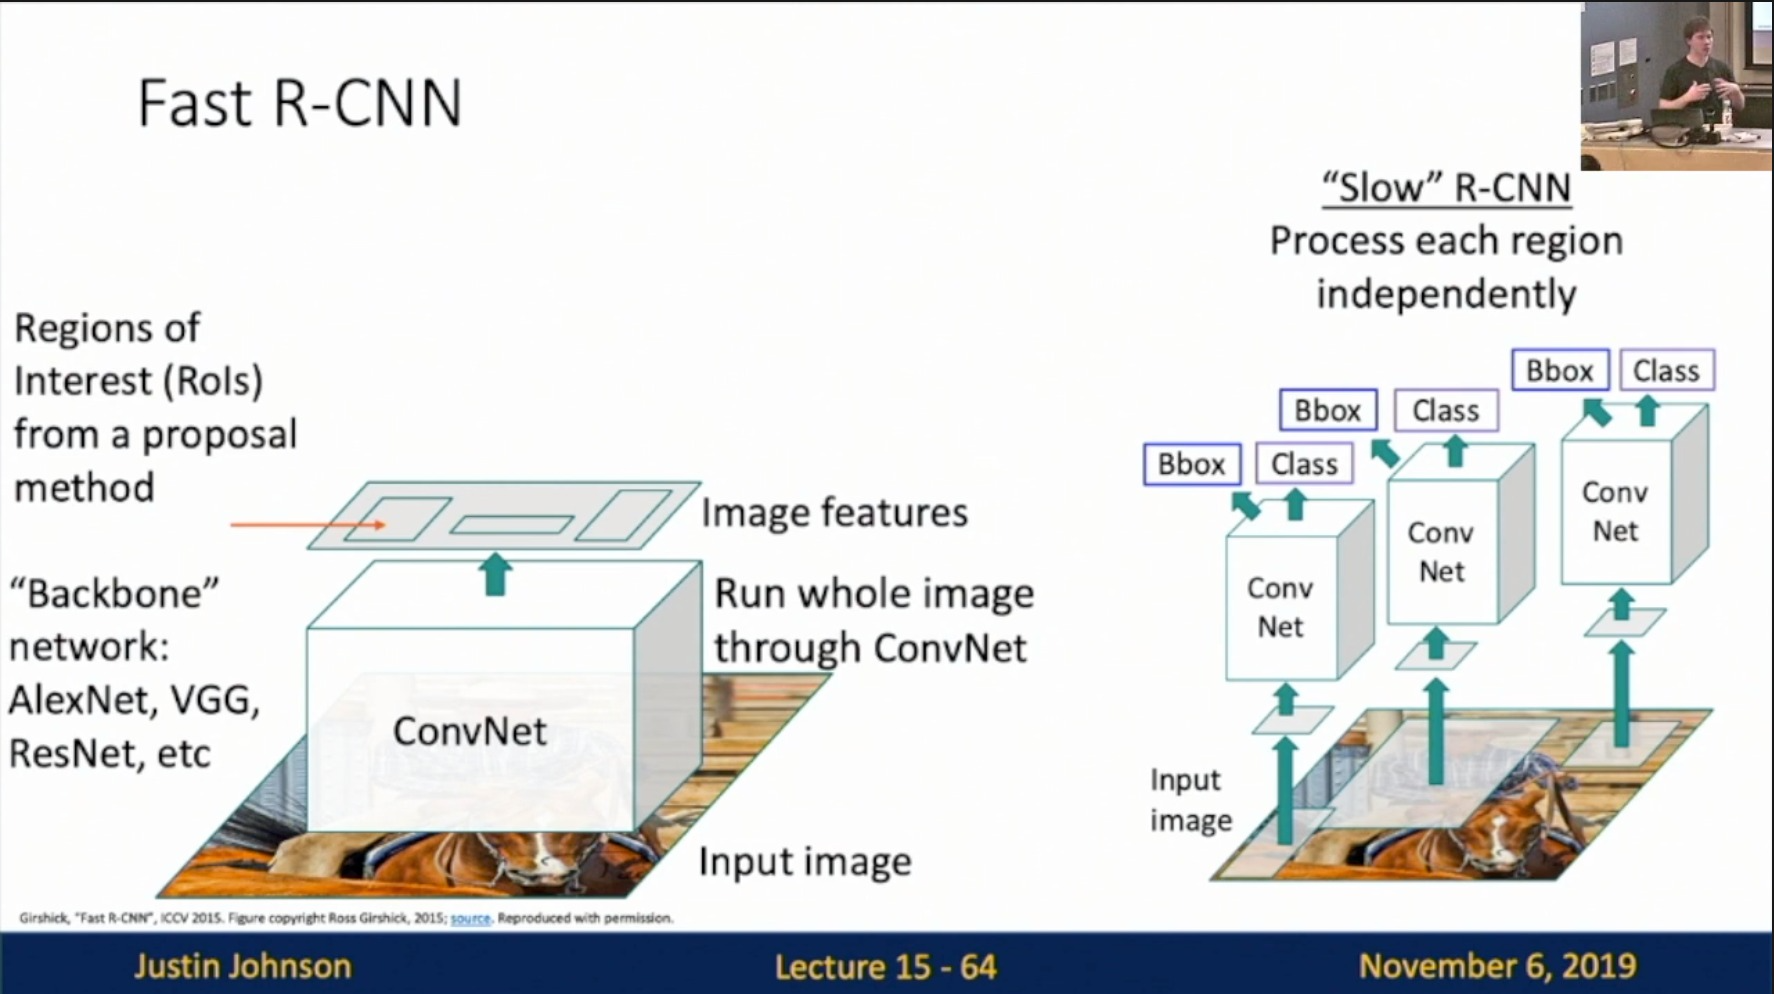 Fast R-CNN
Regions of
Interest (RoIs)
from a proposal
method
Image features
"Backbone"
network:
AlexNet, VGG,
ResNet, etc
Run whole image
through ConvNet
ConvNet
Input image
"Slow" R-CNN
Process each region
independently
Bbox Class
Bbox Class
Bbox Class
Conv
Net
Conv
Net
Conv
Net
Input
image
Girshick, "Fast R-CNN", ICCV 2015. Figure copyright Ross Girshick, 2015; source. Reproduced with permission.
Justin Johnson
Lecture 15 - 64
November 6, 2019